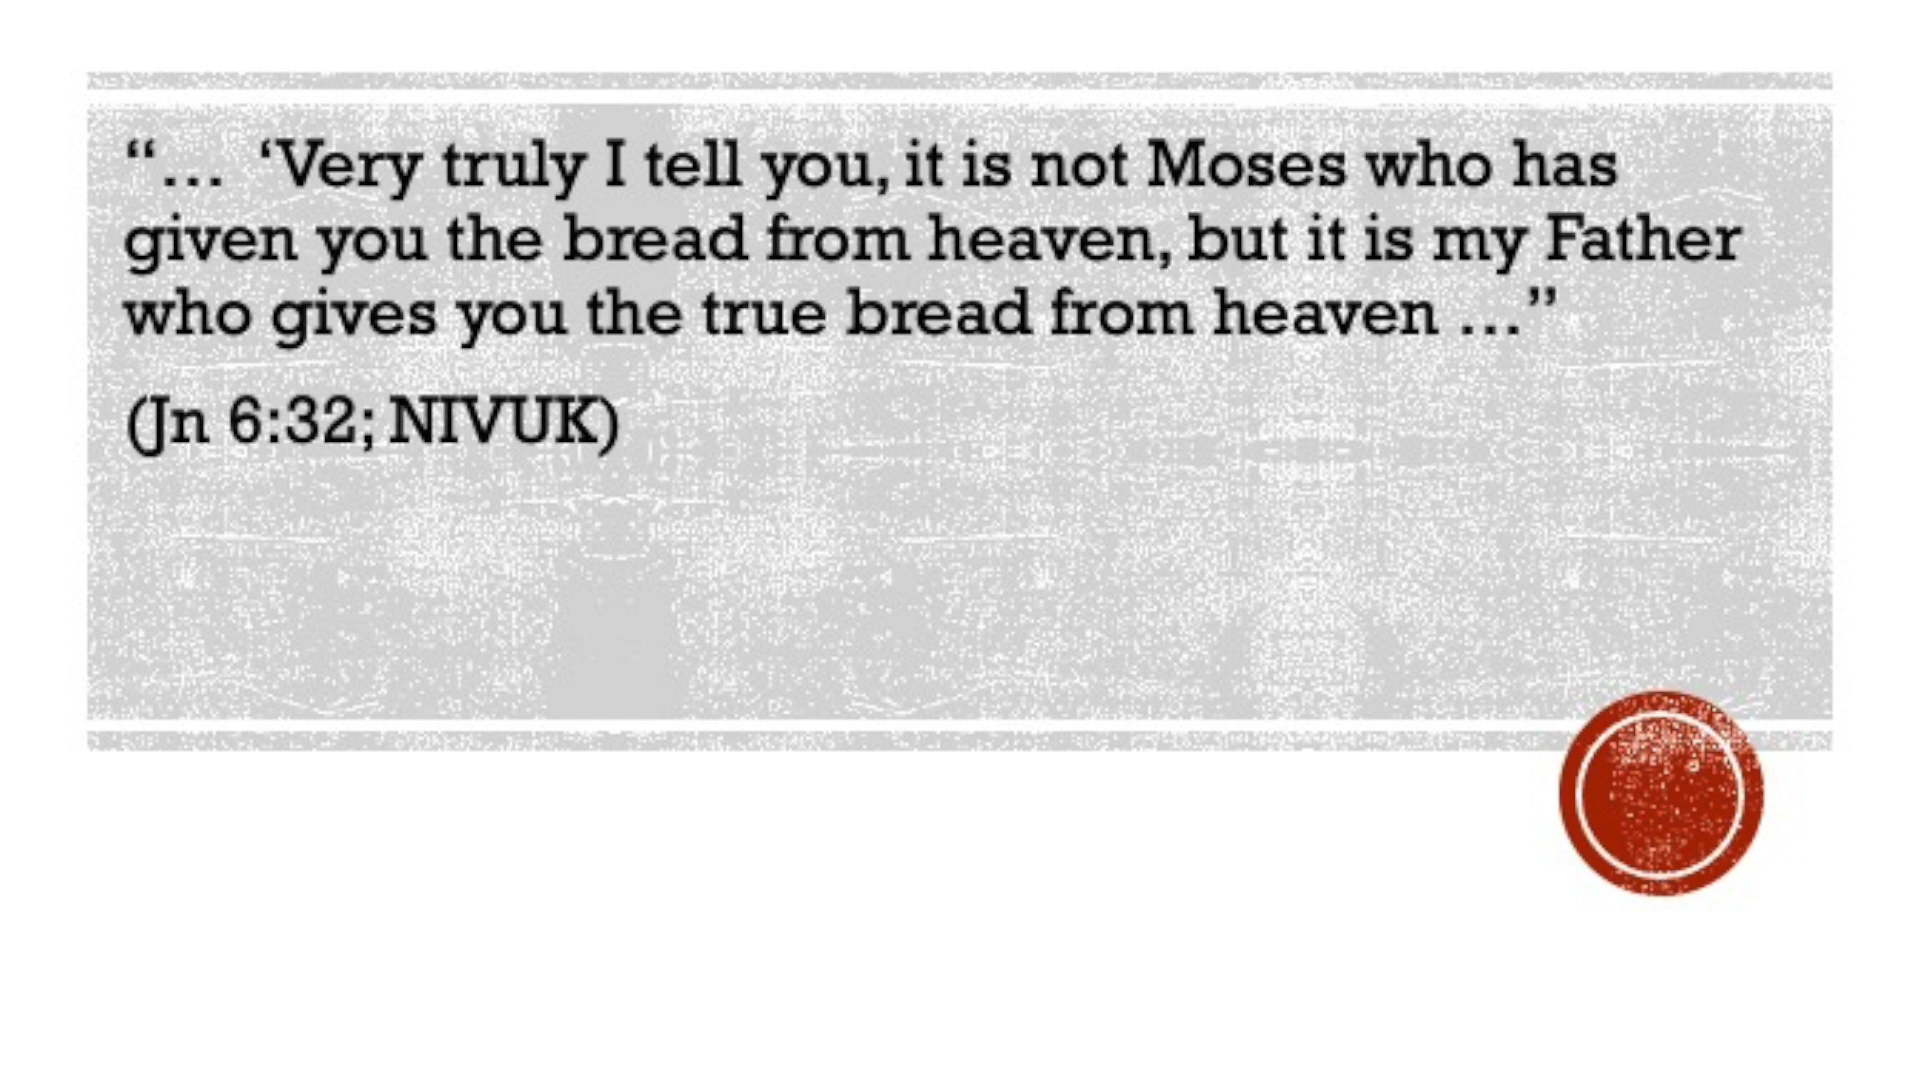 “… ‘Very truly I tell you, it is not Moses who has
given you the bread from heaven, but it is my Father
who gives you the true bread from heaven …”
(Jn 6:32; NIVUK)